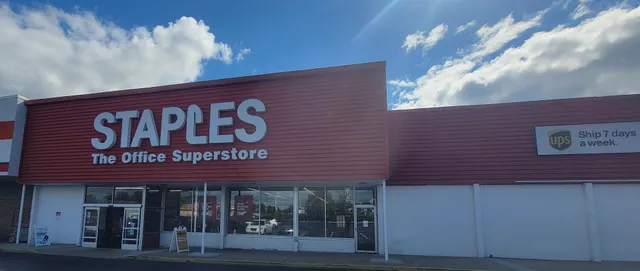 STAPLES
The Office Superstore
ups
Ship 7 days
a week.